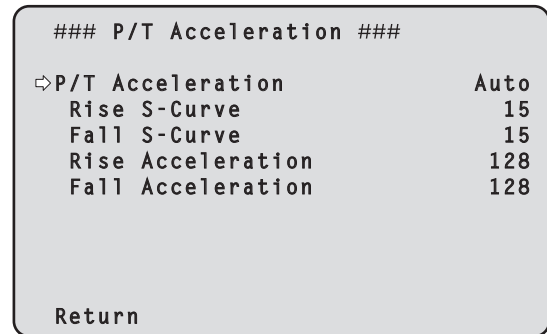 ### P/T Acceleration ###
⇨P/T Acceleration Auto
Rise S-Curve 15
Fall S-Curve 15
Rise Acceleration 128
Fall Acceleration 128
Return